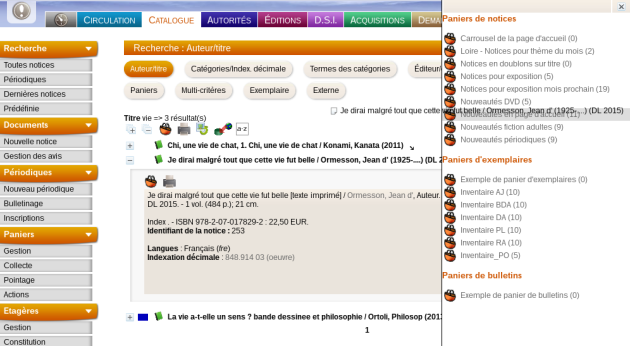 Circulation
Catalogue
Autorités
Éditions
D.S.I.
Acquisitions
Recherche
Toutes notices
Périodiques
Dernières notices
Prédéfinie
Documents
Nouvelle notice
Gestion des avis
Périodiques
Nouveau périodique
Bulletinage
Inscriptions
Paniers
Gestion
Collecte
Pointage
Actions
Etagères
Gestion
Constitution
Recherche : Auteur/titre
Auteur/titre
Catégories/Index. décimale
Termes des catégories
Éditeur/
Paniers
Multi-critères
Exemplaire
Externe
Titre vie => 3 résultat(s)
Chi, une vie de chat, 1. Chi, une vie de chat / Konami, Kanata (2011)
Je dirai malgré tout que cette vie fut belle / Ormesson, Jean d' (1925-....) (DL 2
Je dirai malgré tout que cette vie fut belle [texte imprimé] / Ormesson, Jean d', Auteur.
DL 2015. - 1 vol. (484 p.); 21 cm.
Index . - ISBN 978-2-07-017829-2 : 22,50 EUR.
Identifiant de la notice : 253
Langues : Français (fre)
Indexation décimale : 848.914 03 (oeuvre)
La vie a-t-elle un sens ? bande dessinee et philosophie / Ortoli, Philosop (201
1
Paniers de notices
Carrousel de la page d'accueil (0)
Loire - Notices pour thème du mois (2)
Notices en doublons sur titre (0)
Notices pour exposition (5)
Notices pour exposition mois prochain (19)
Nouveautés DVD (5)
Je dirai malgré tout que cette vie fut belle / Ormesson, Jean d' (1925-....) (DL 2015)
Nouveautés en page d'accueil (11)
Nouveautés fiction adultes (9)
Nouveautés périodiques (9)
Paniers d'exemplaires
Exemple de panier d'exemplaires (0)
Inventaire AJ (10)
Inventaire BDA (10)
Inventaire DA (10)
Inventaire PL (10)
Inventaire RA (10)
Inventaire_PO (5)
Paniers de bulletins
Exemple de panier de bulletins (0)